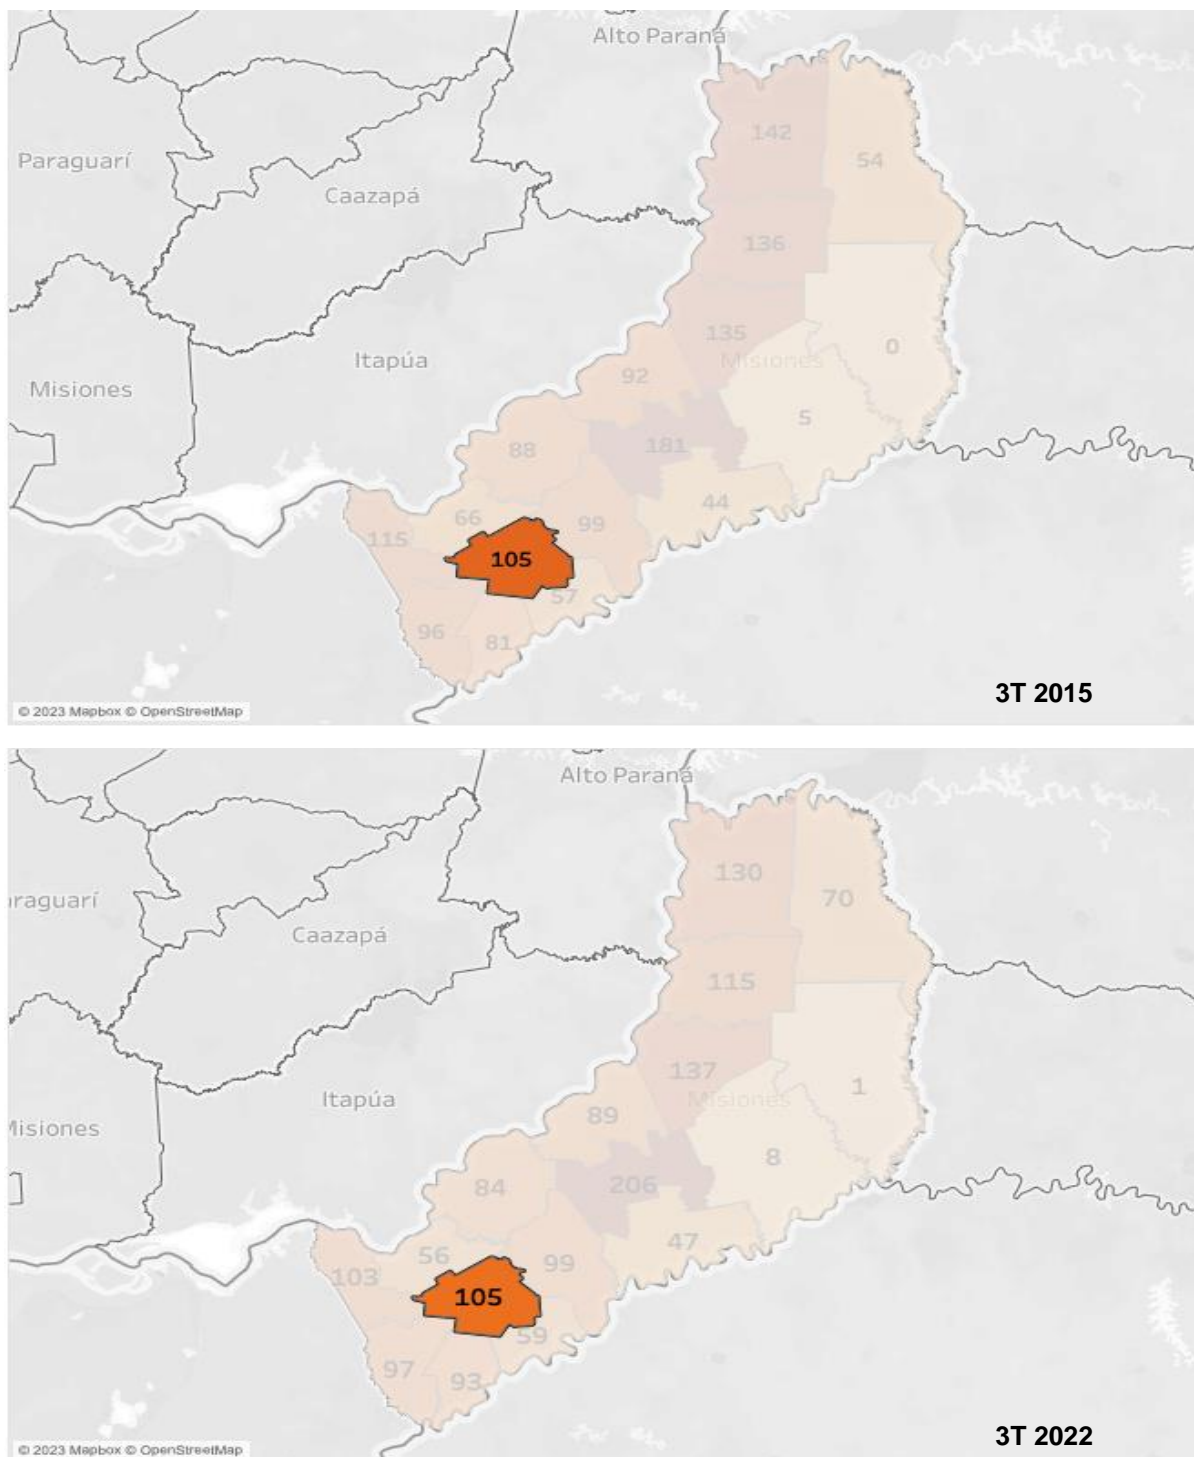 Alto Paraná
142
54
Paraguarí
Caazapá
136
135
Misiones
0
Itapúa
92
Misiones
5
88
181
44
66
99
115
105
57
96
81
3T 2015
© 2023 Mapbox © OpenStreetMap
Alto Paraná
130
70
raguarí
Caazapá
115
137
Misiones
1
Itapúa
89
Misiones
8
84
206
47
56
99
103
105
59
97
93
3T 2022
© 2023 Mapbox © OpenStreetMap